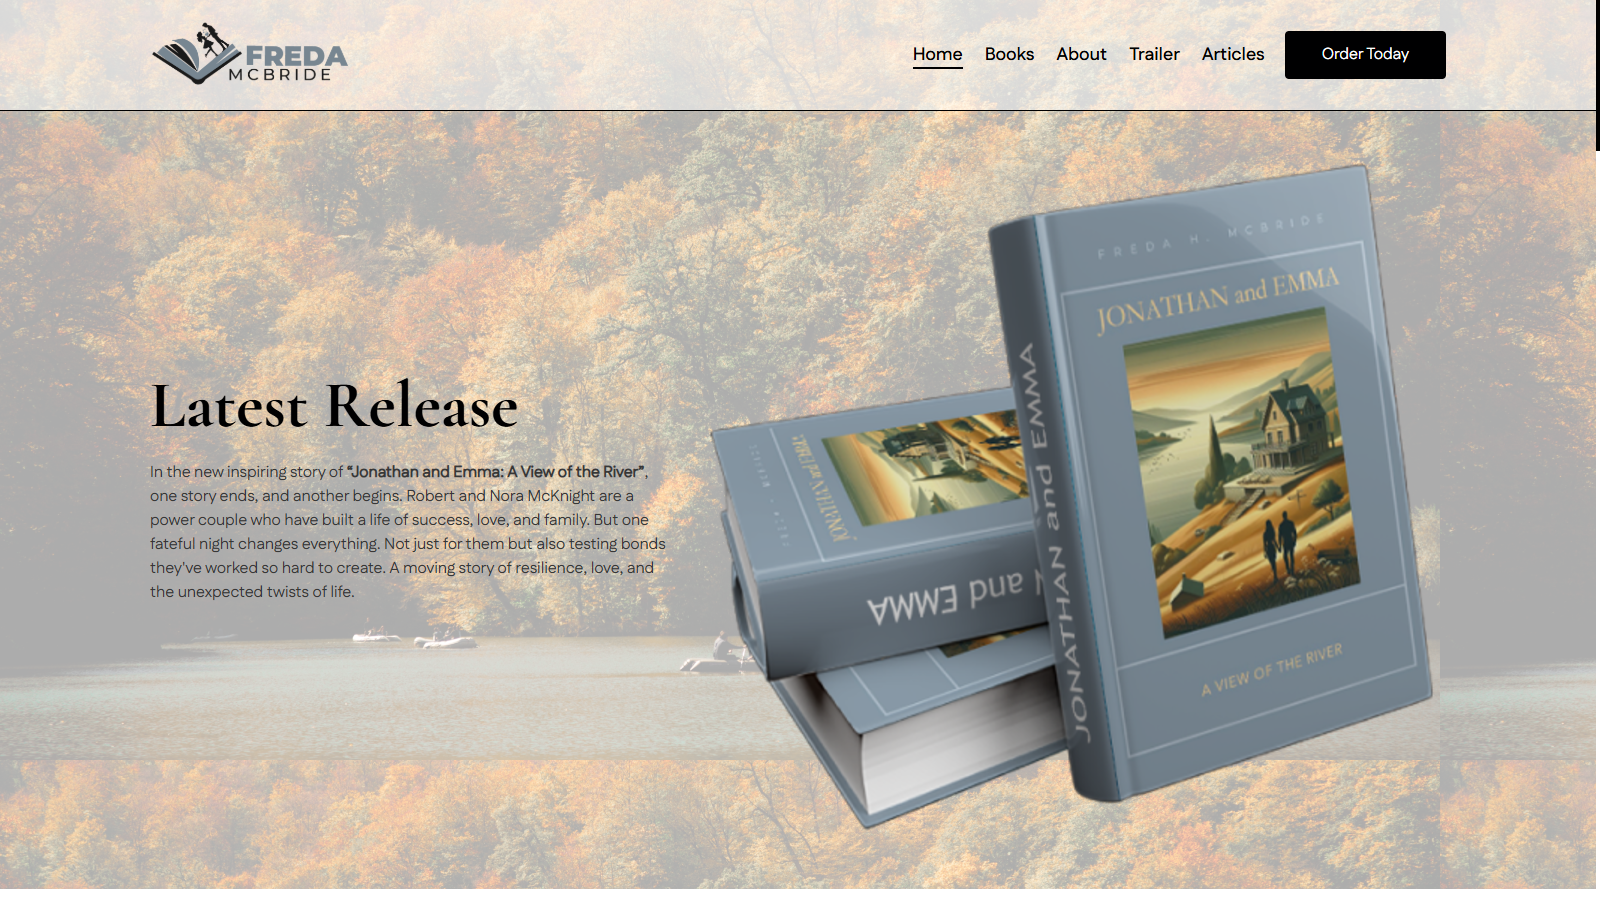 FREDA
MCBRIDE
Home Books About Trailer Articles Order Today
Latest Release
In the new inspiring story of “Jonathan and Emma: A View of the River”,
one story ends, and another begins. Robert and Nora McKnight are a
power couple who have built a life of success, love, and family. But one
fateful night changes everything. Not just for them but also testing bonds
they've worked so hard to create. A moving story of resilience, love, and
the unexpected twists of life.
FREDA H. MCBRIDE
JONATHAN and EMMA
A VIEW OF THE RIVER
JONATHAN and EMMA
and EMMA
JONATHAN and EMMA